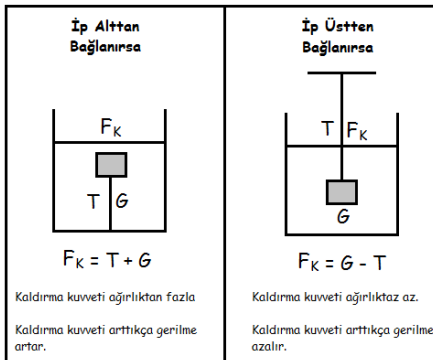 İp Alttan
Bağlanırsa
F_K
T G
F_K = T + G
Kaldırma kuvveti ağırlıktan fazla
Kaldırma kuvveti arttıkça gerilme
artar.
İp Üstten
Bağlanırsa
T F_K
G
F_K = G - T
Kaldırma kuvveti ağırlıktaz az.
Kaldırma kuvveti arttıkça gerilme
azalır.